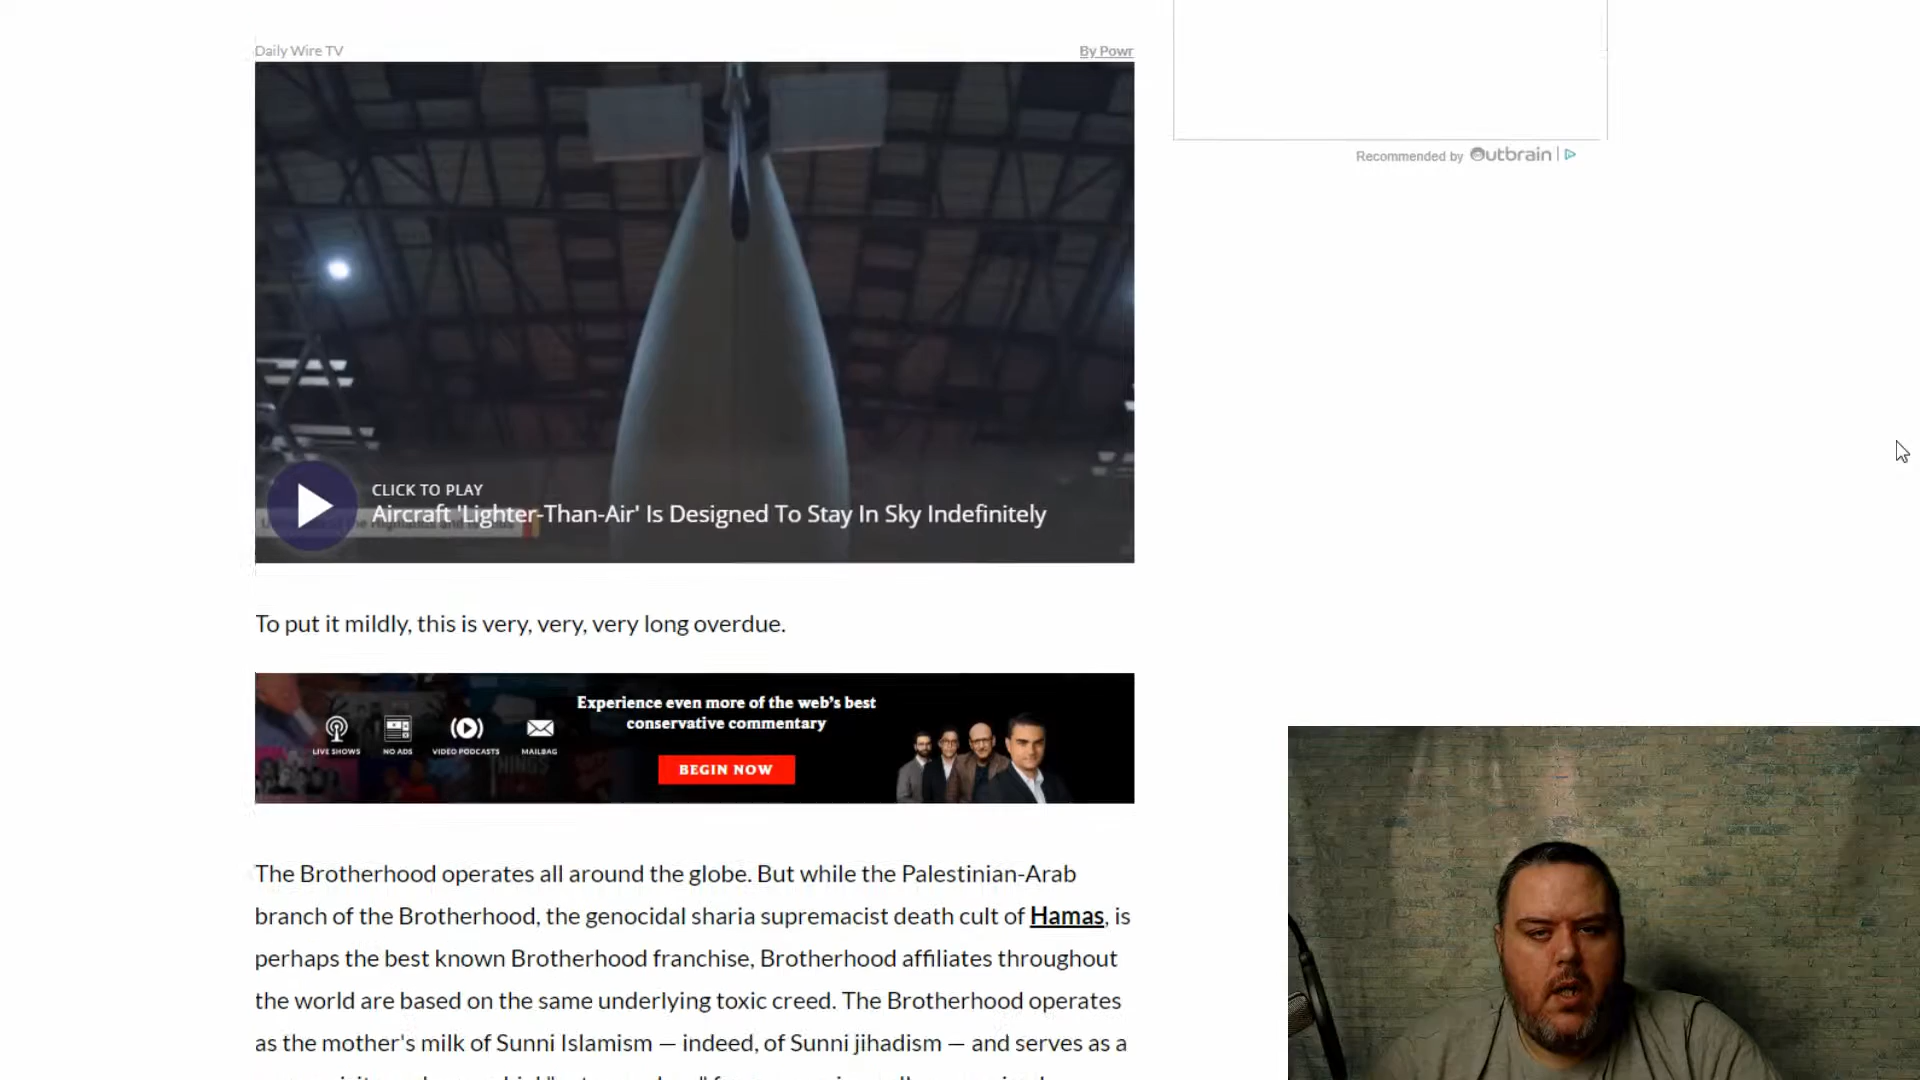 Daily Wire TV
By Powr
Recommended by Outbrain
CLICK TO PLAY
Aircraft 'Lighter-Than-Air' Is Designed To Stay In Sky Indefinitely
To put it mildly, this is very, very, very long overdue.
Experience even more of the web's best
conservative commentary
LIVE SHOWS
NO ADS
VIDEO PODCASTS
MAILBAG
BEGIN NOW
The Brotherhood operates all around the globe. But while the Palestinian-Arab
branch of the Brotherhood, the genocidal sharia supremacist death cult of Hamas, is
perhaps the best known Brotherhood franchise, Brotherhood affiliates throughout
the world are based on the same underlying toxic creed. The Brotherhood operates
as the mother's milk of Sunni Islamism — indeed, of Sunni jihadism — and serves as a